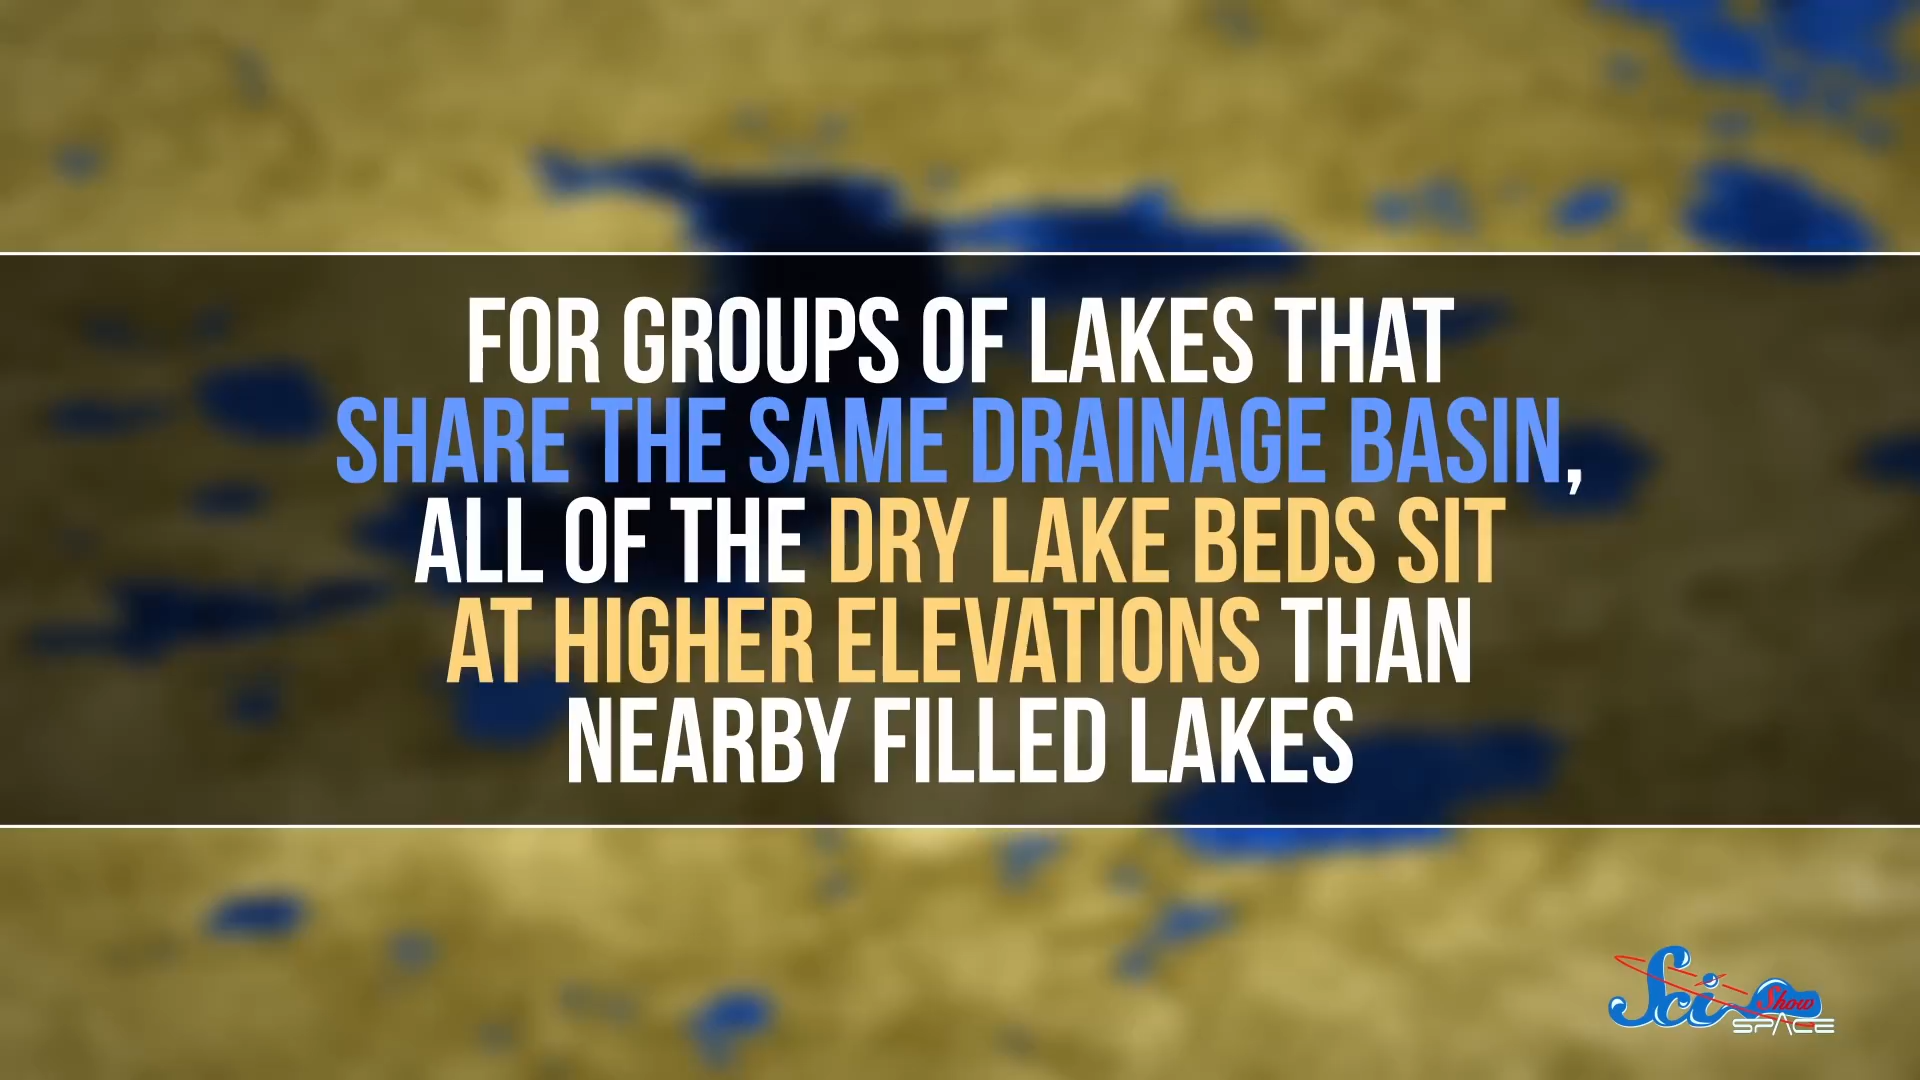 FOR GROUPS OF LAKES THAT
SHARE THE SAME DRAINAGE BASIN,
ALL OF THE DRY LAKE BEDS SIT
AT HIGHER ELEVATIONS THAN
NEARBY FILLED LAKES
Sci Show
SPACE